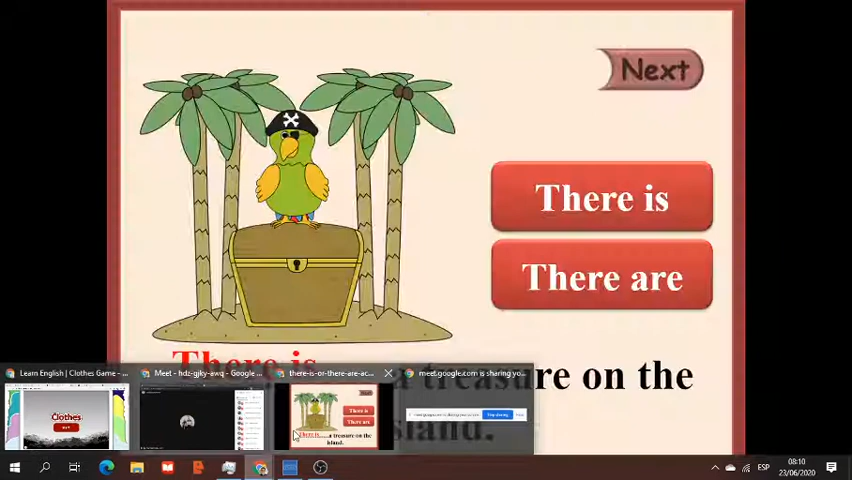 Next
There is
There are
There is a treasure on the
island.
Learn English | Clothes Game - ...
Meet - hdz-gjky-awq - Google ...
there-is-or-there-are-ac...
meet.google.com is sharing yo...
Clothes
There is
There are
There is.....a treasure on the
island.
ESP
08:10
23/06/2020